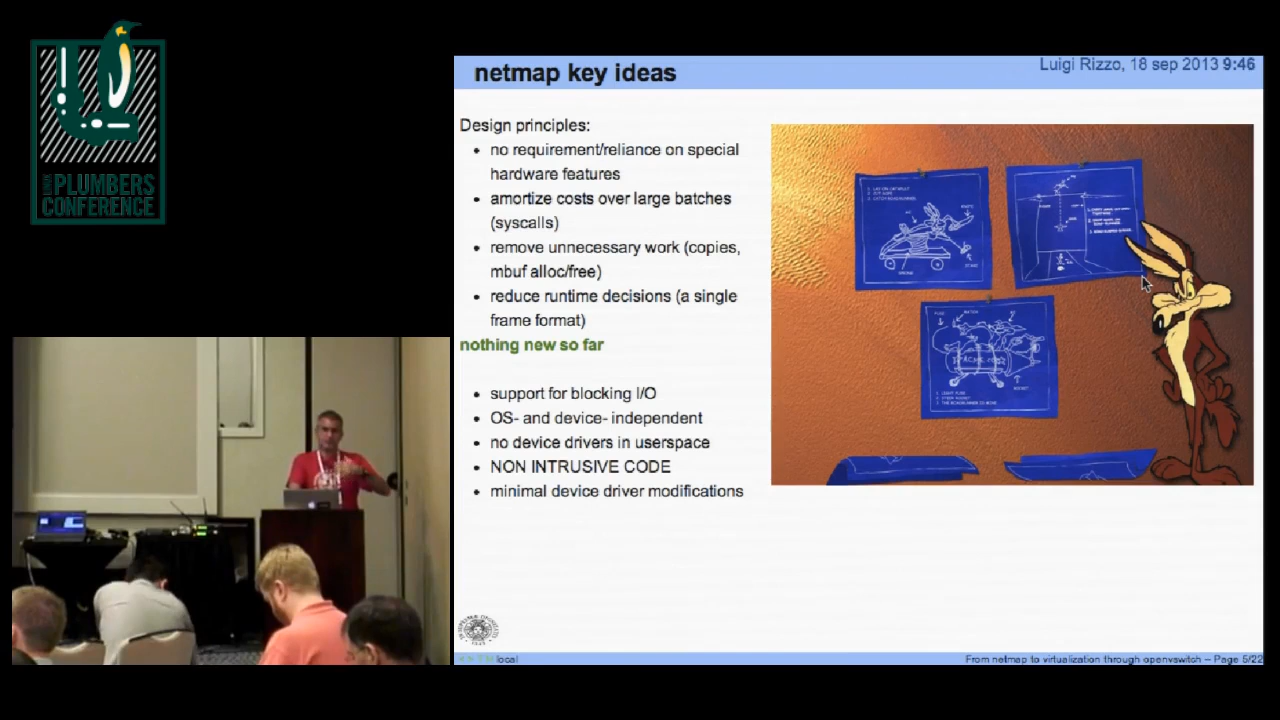 LINUX
PLUMBERS
CONFERENCE
netmap key ideas
Luigi Rizzo, 18 sep 2013 9:46
Design principles:
• no requirement/reliance on special
hardware features
• amortize costs over large batches
(syscalls)
• remove unnecessary work (copies,
mbuf alloc/free)
• reduce runtime decisions (a single
frame format)
nothing new so far
• support for blocking I/O
• OS- and device- independent
• no device drivers in userspace
• NON INTRUSIVE CODE
• minimal device driver modifications
local
From netmap to virtualization through openvswitch – Page 5/22